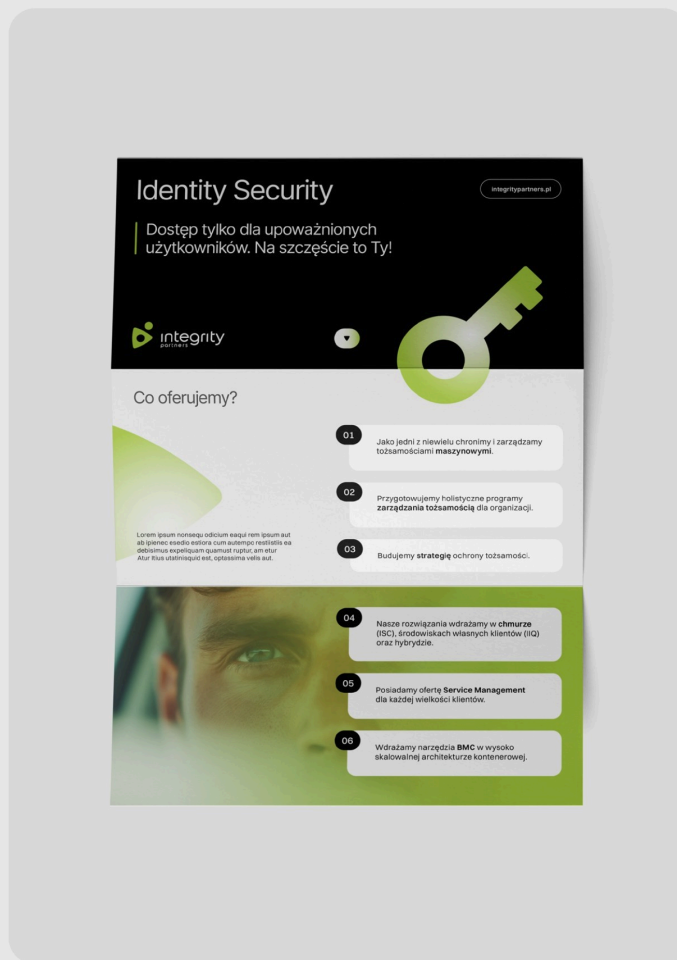 Identity Security
integritypartners.pl
Dostęp tylko dla upoważnionych
użytkowników. Na szczęście to Ty!
integrity
partners
Co oferujemy?
01
Jako jedni z niewielu chronimy i zarządzamy
tożsamościami maszynowymi.
02
Przygotowujemy holistyczne programy
zarządzania tożsamością dla organizacji.
03
Budujemy strategię ochrony tożsamości.
Lorem ipsum nonsequ odicium eaqui rem ipsum aut
ab ipienec esedio estiora cum autempc restiistiis ea
debisimus expeliquam quamust ruptur, am etur
Atur itius utatinisquid est, optassima velis aut.
04
Nasze rozwiązania wdrażamy w chmurze
(ISC), środowiskach własnych klientów (IIQ)
oraz hybrydzie.
05
Posiadamy ofertę Service Management
dla każdej wielkości klientów.
06
Wdrażamy narzędzia BMC w wysoko
skalowalnej architekturze kontenerowej.